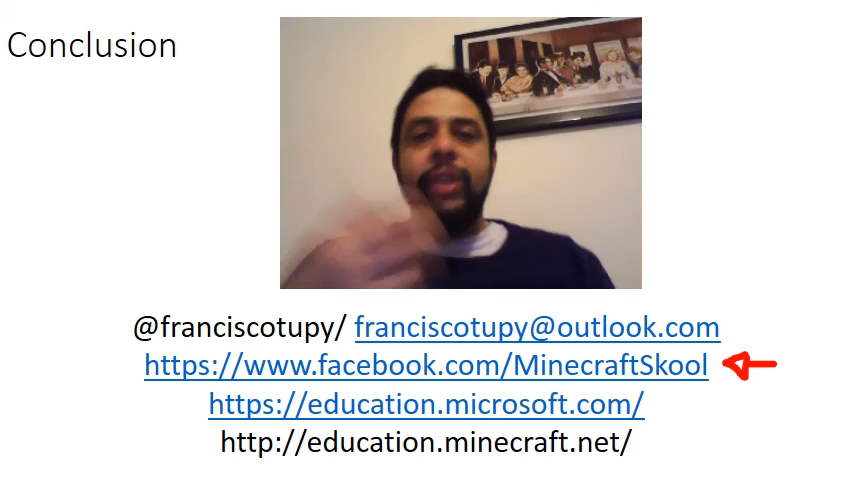 Conclusion
@franciscotupy/ franciscotupy@outlook.com
https://www.facebook.com/MinecraftSkool
https://education.microsoft.com/
http://education.minecraft.net/